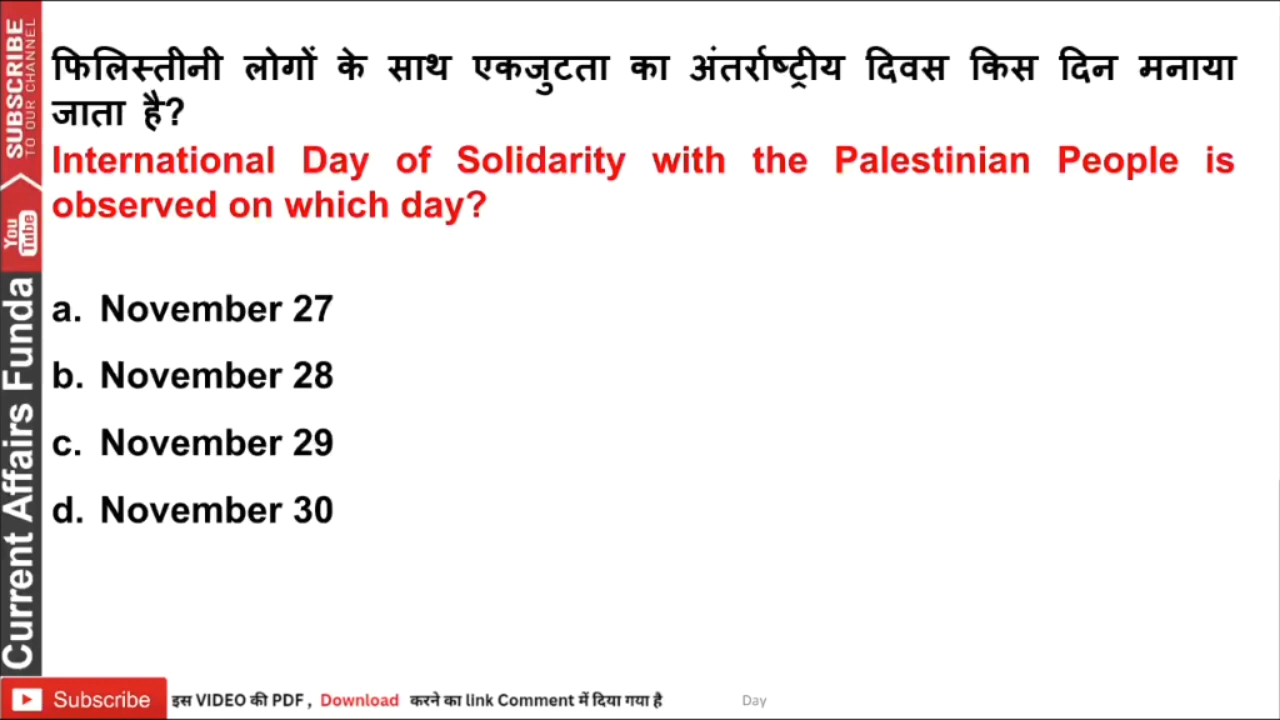 फिलिस्तीनी लोगों के साथ एकजुटता का अंतर्राष्ट्रीय दिवस किस दिन मनाया
जाता है?
International Day of Solidarity with the Palestinian People is
observed on which day?
a. November 27
b. November 28
c. November 29
d. November 30
SUBSCRIBE
TO OUR CHANNEL
You
Tube
Current Affairs Funda
Subscribe
इस VIDEO की PDF , Download करने का link Comment में दिया गया है
Day